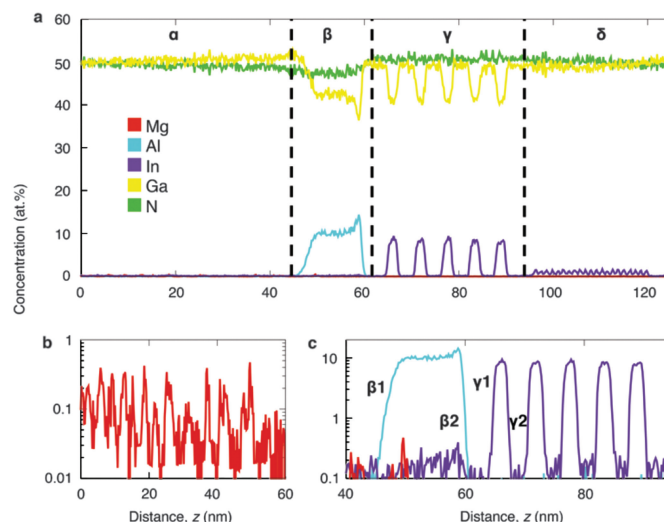 a
α β γ δ
60
50
40
30
20
10
0
Mg
Al
In
Ga
N
Concentration (at.%)
0 20 40 60 80 100 120
b
1
0.1
0.01
0 20 40 60
Distance, z (nm)
c
10
1
0.1
β1
β2
γ1
γ2
40 60 80
Distance, z (nm)